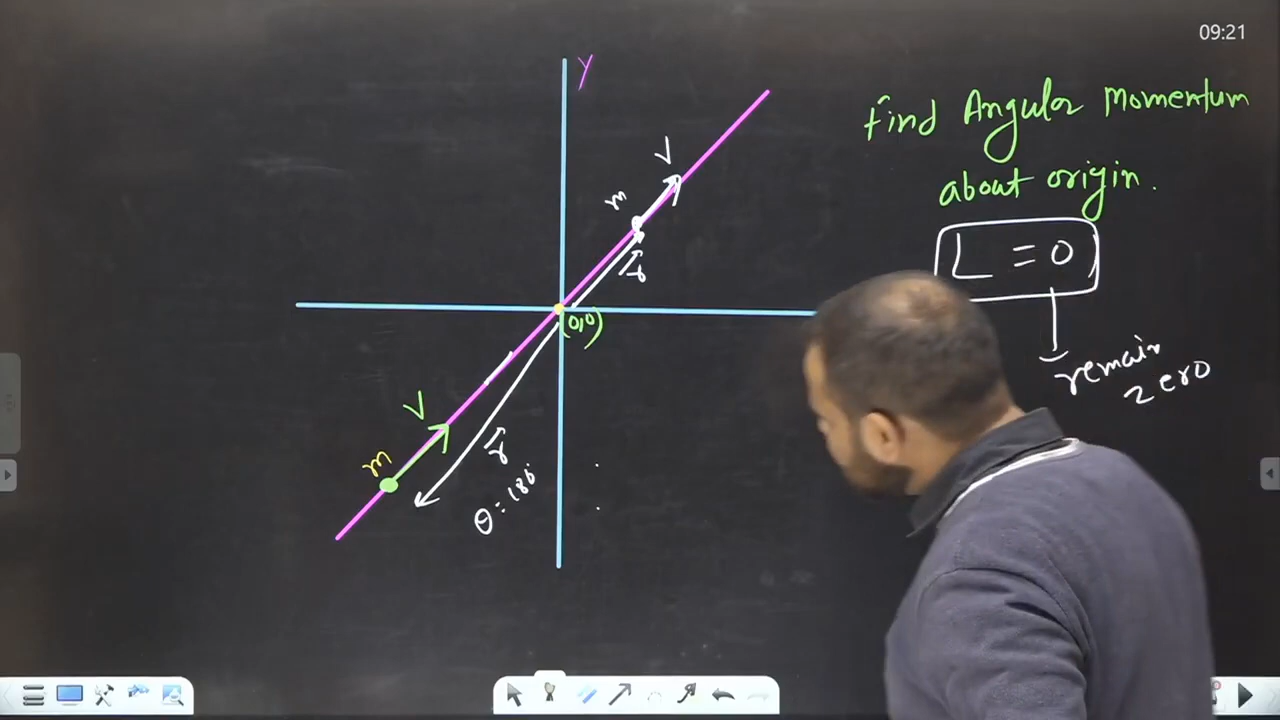 09:21
Y
Find Angular Momentum
about origin.
L = 0
remain
zero
V
m
r
(0,0)
V
m
r
θ = 180°